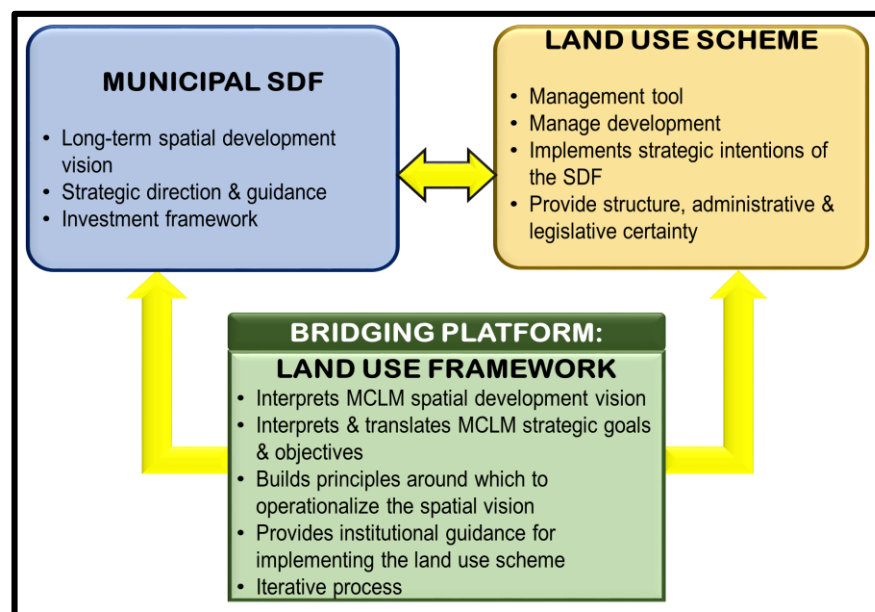 MUNICIPAL SDF
• Long-term spatial development
vision
• Strategic direction & guidance
• Investment framework
LAND USE SCHEME
• Management tool
• Manage development
• Implements strategic intentions of
the SDF
• Provide structure, administrative &
legislative certainty
BRIDGING PLATFORM:
LAND USE FRAMEWORK
• Interprets MCLM spatial development vision
• Interprets & translates MCLM strategic goals
& objectives
• Builds principles around which to
operationalize the spatial vision
• Provides institutional guidance for
implementing the land use scheme
• Iterative process